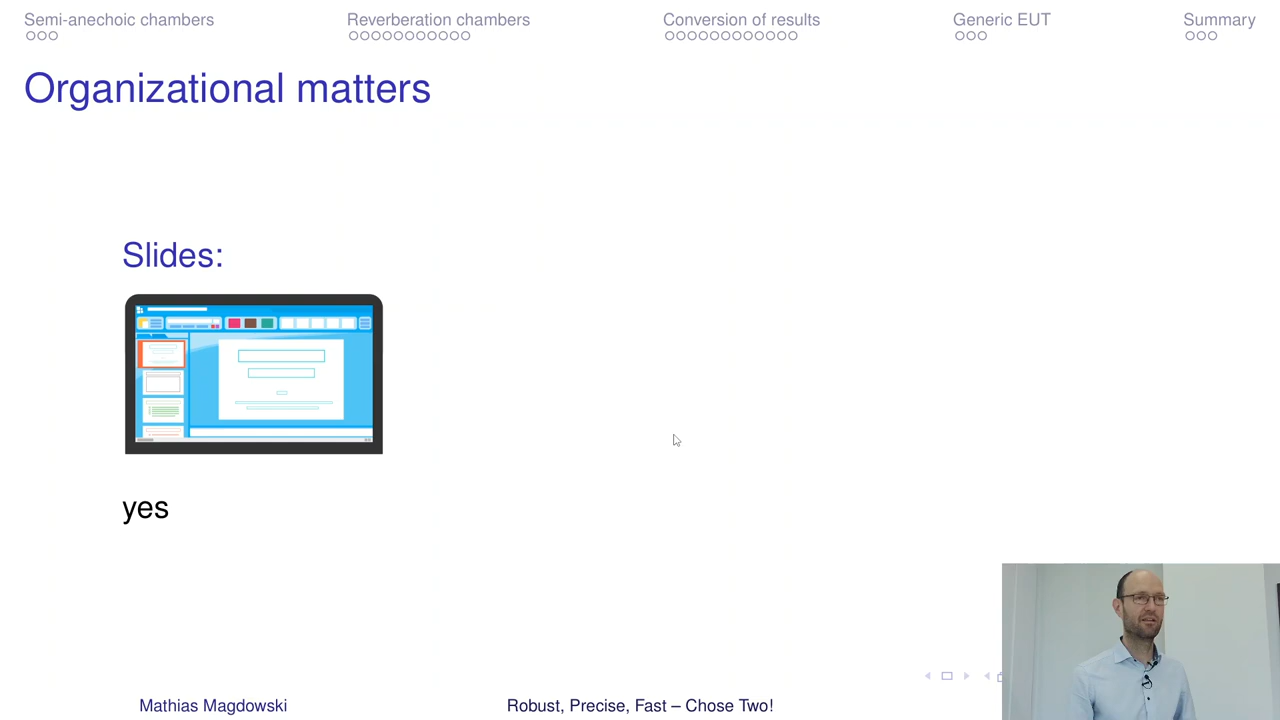 Semi-anechoic chambers
Reverberation chambers
Conversion of results
Generic EUT
Summary
Organizational matters
Slides:
yes
Mathias Magdowski
Robust, Precise, Fast – Chose Two!